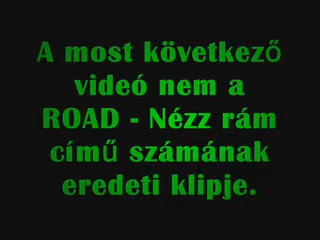 A most következő
videó nem a
ROAD - Nézz rám
című számának
eredeti klipje.